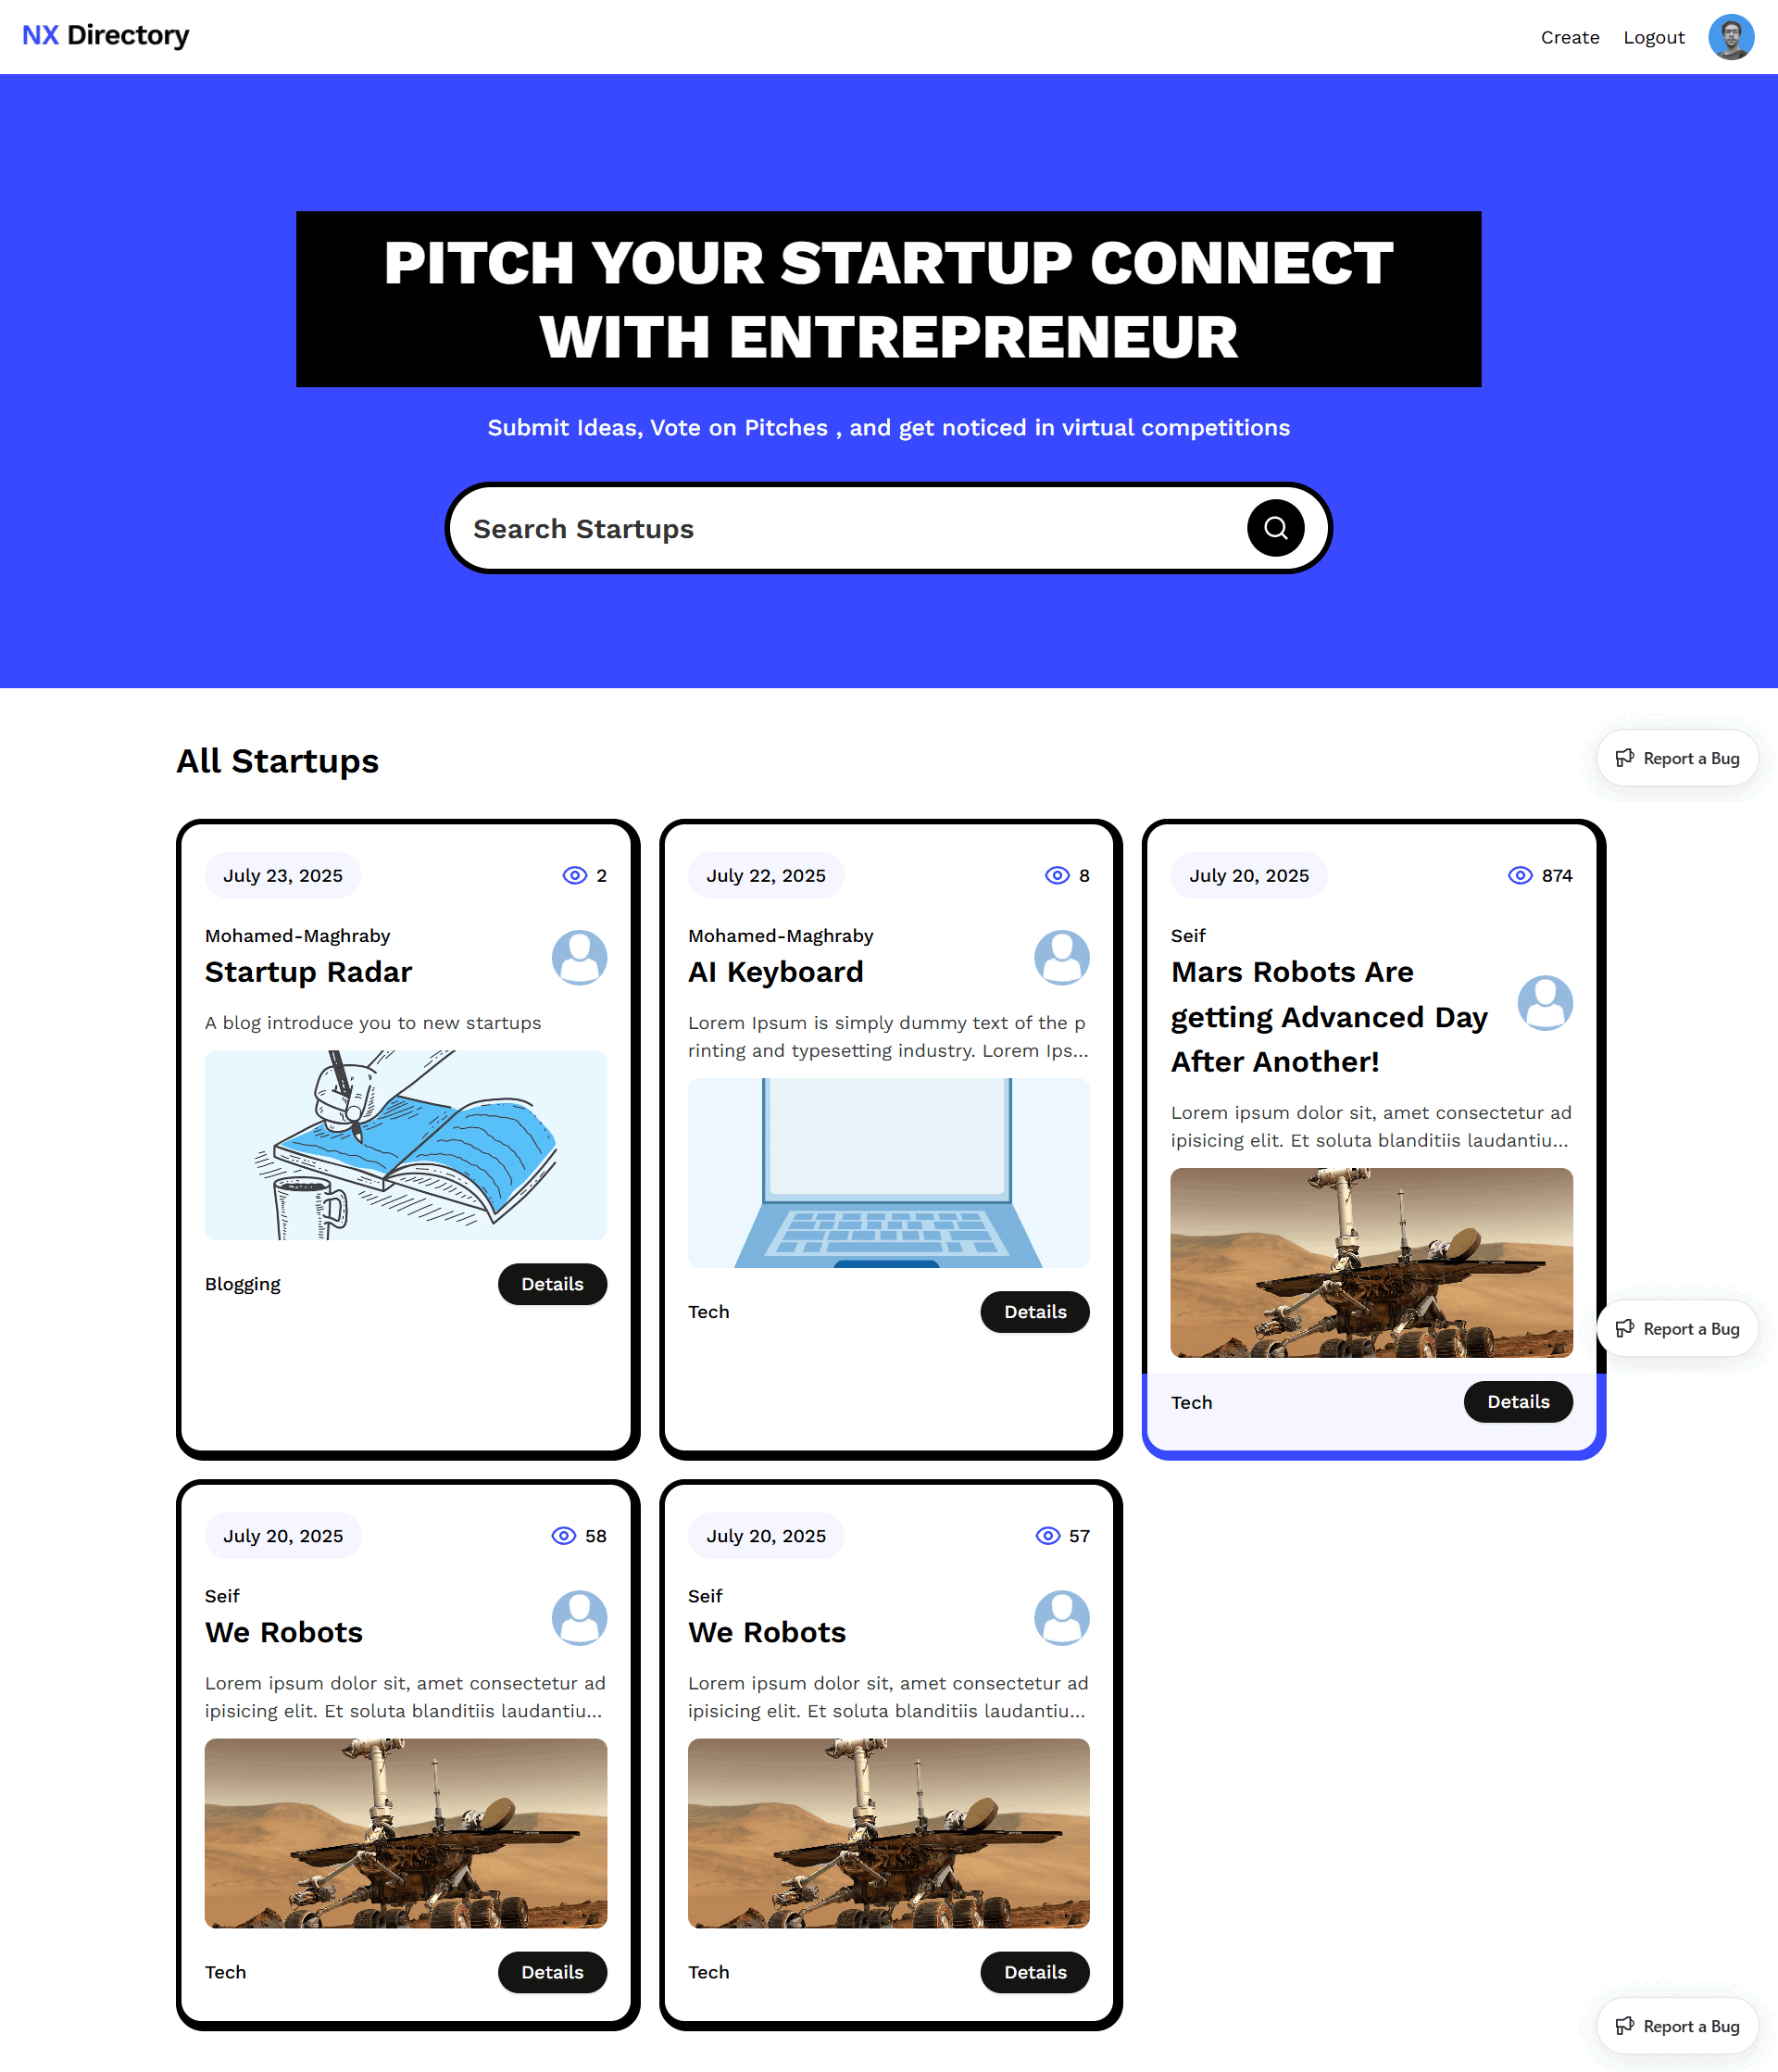 NX Directory
Create
Logout
PITCH YOUR STARTUP CONNECT
WITH ENTREPRENEUR
Submit Ideas, Vote on Pitches , and get noticed in virtual competitions
Search Startups
All Startups
Report a Bug
July 23, 2025
2
Mohamed-Maghraby
Startup Radar
A blog introduce you to new startups
Blogging
Details
July 22, 2025
8
Mohamed-Maghraby
AI Keyboard
Lorem Ipsum is simply dummy text of the p
rinting and typesetting industry. Lorem Ips...
Tech
Details
July 20, 2025
874
Seif
Mars Robots Are
getting Advanced Day
After Another!
Lorem ipsum dolor sit, amet consectetur ad
ipisicing elit. Et soluta blanditiis laudantiu...
Tech
Details
Report a Bug
July 20, 2025
58
Seif
We Robots
Lorem ipsum dolor sit, amet consectetur ad
ipisicing elit. Et soluta blanditiis laudantiu...
Tech
Details
July 20, 2025
57
Seif
We Robots
Lorem ipsum dolor sit, amet consectetur ad
ipisicing elit. Et soluta blanditiis laudantiu...
Tech
Details
Report a Bug